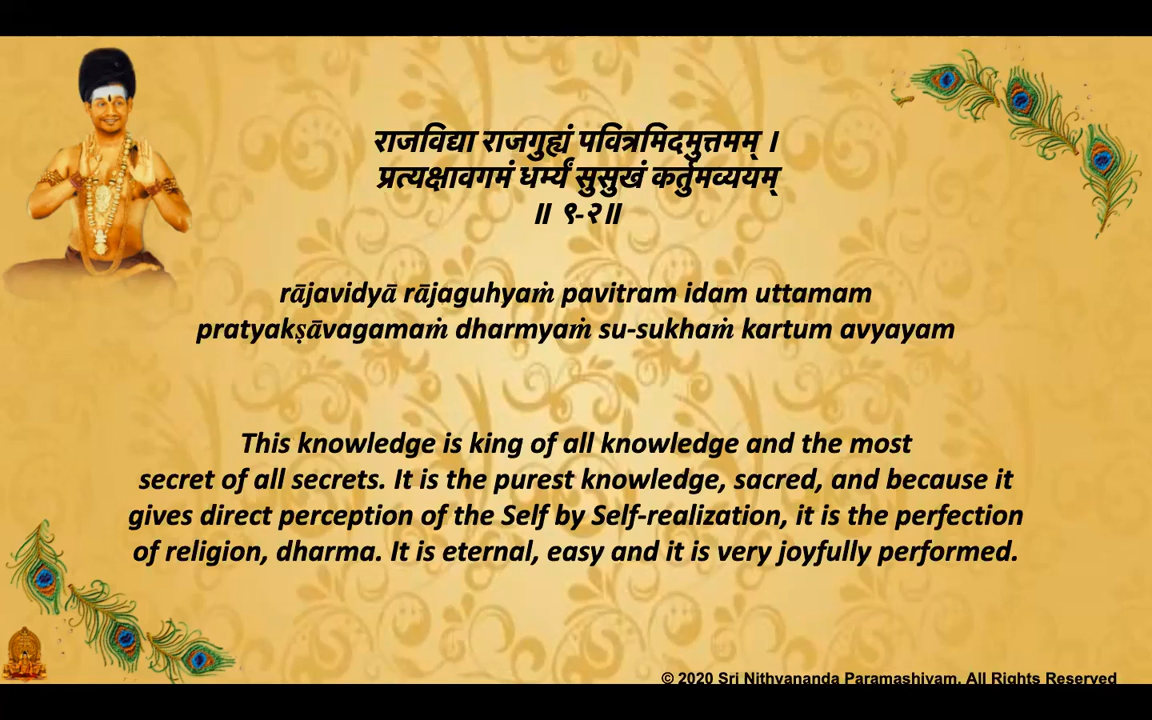 राजविद्या राजगुह्यं पवित्रमिदमुत्तमम् ।
प्रत्यक्षावगमं धर्म्यं सुसुखं कर्तुमव्ययम्
॥ ९-२॥
rājavidyā rājaguhyaṁ pavitram idam uttamam
pratyakṣāvagamaṁ dharmyaṁ su-sukhaṁ kartum avyayam
This knowledge is king of all knowledge and the most
secret of all secrets. It is the purest knowledge, sacred, and because it
gives direct perception of the Self by Self-realization, it is the perfection
of religion, dharma. It is eternal, easy and it is very joyfully performed.
© 2020 Sri Nithyananda Paramashivam. All Rights Reserved